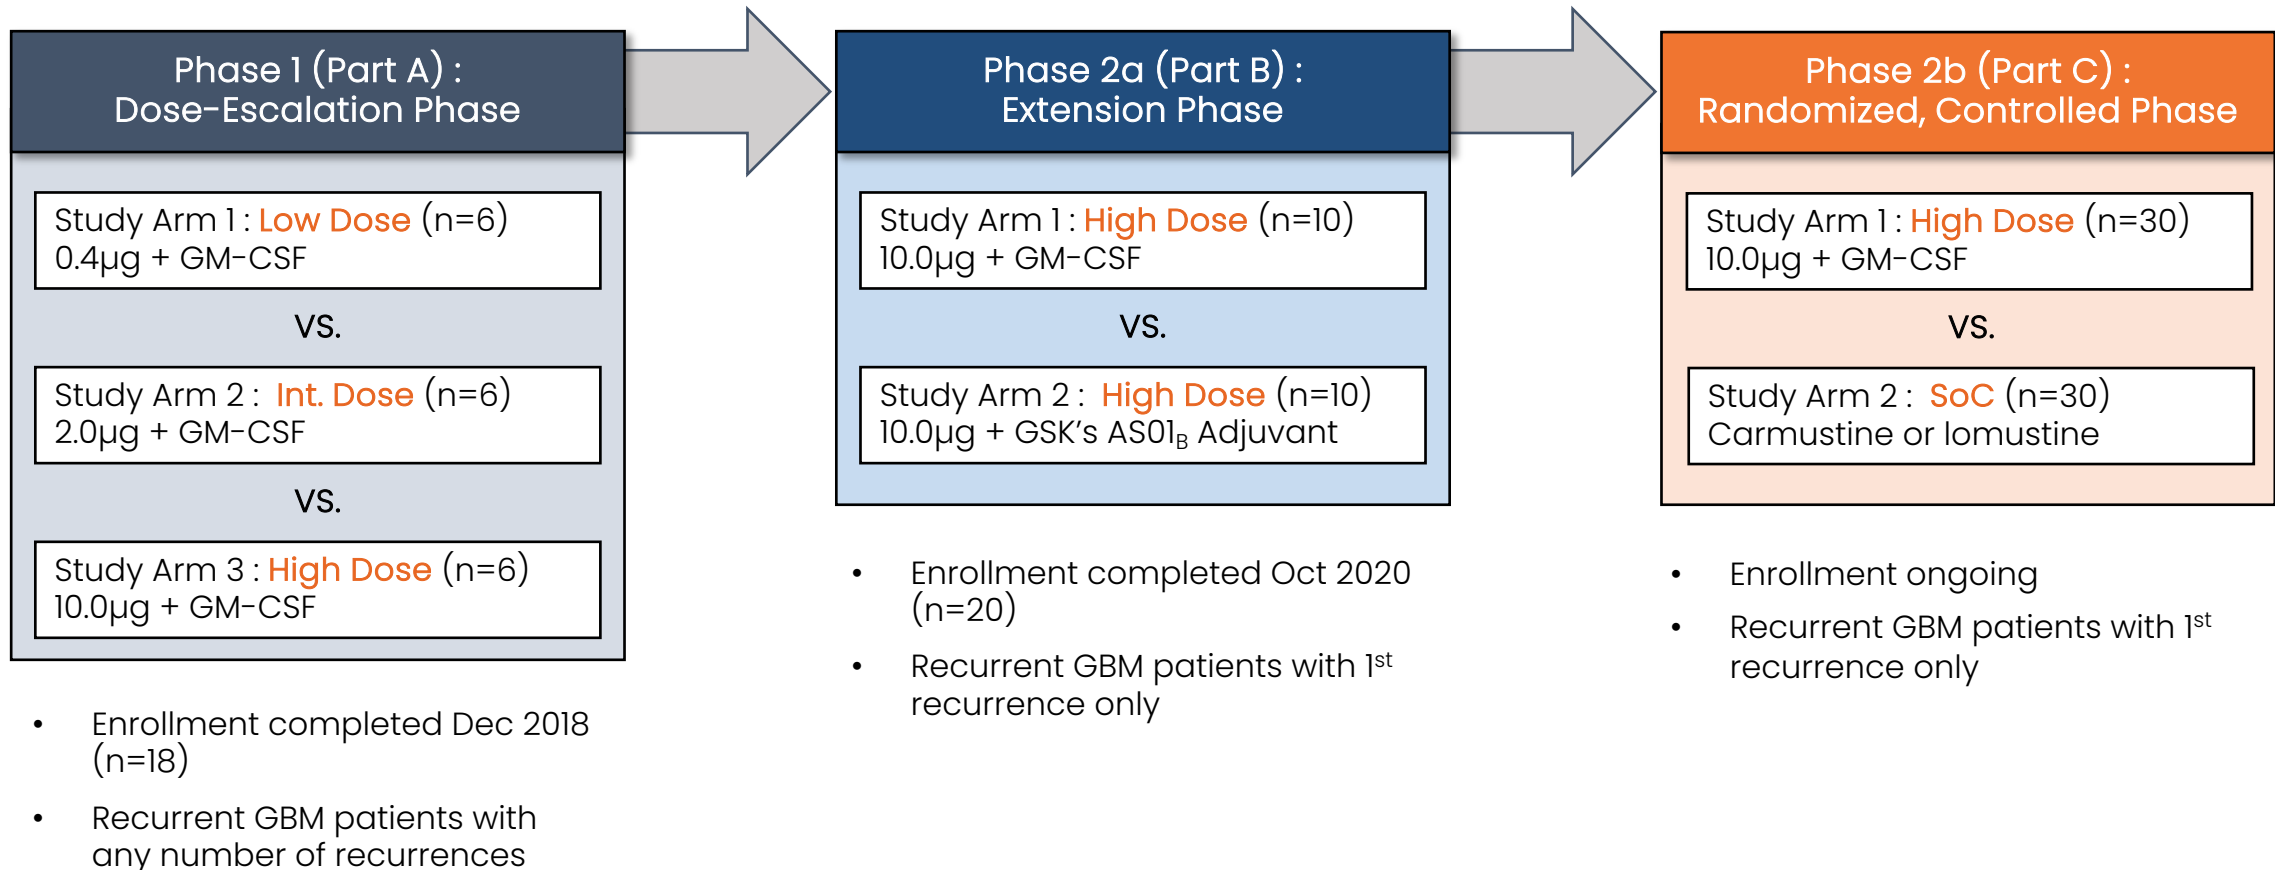 Phase 1 (Part A) :
Dose-Escalation Phase
Study Arm 1 : Low Dose (n=6)
0.4µg + GM-CSF
VS.
Study Arm 2 : Int. Dose (n=6)
2.0µg + GM-CSF
VS.
Study Arm 3 : High Dose (n=6)
10.0µg + GM-CSF
• Enrollment completed Dec 2018
(n=18)
• Recurrent GBM patients with
any number of recurrences
Phase 2a (Part B) :
Extension Phase
Study Arm 1 : High Dose (n=10)
10.0µg + GM-CSF
VS.
Study Arm 2 : High Dose (n=10)
10.0µg + GSK’s AS01B Adjuvant
• Enrollment completed Oct 2020
(n=20)
• Recurrent GBM patients with 1st
recurrence only
Phase 2b (Part C) :
Randomized, Controlled Phase
Study Arm 1 : High Dose (n=30)
10.0µg + GM-CSF
VS.
Study Arm 2 : SoC (n=30)
Carmustine or lomustine
• Enrollment ongoing
• Recurrent GBM patients with 1st
recurrence only